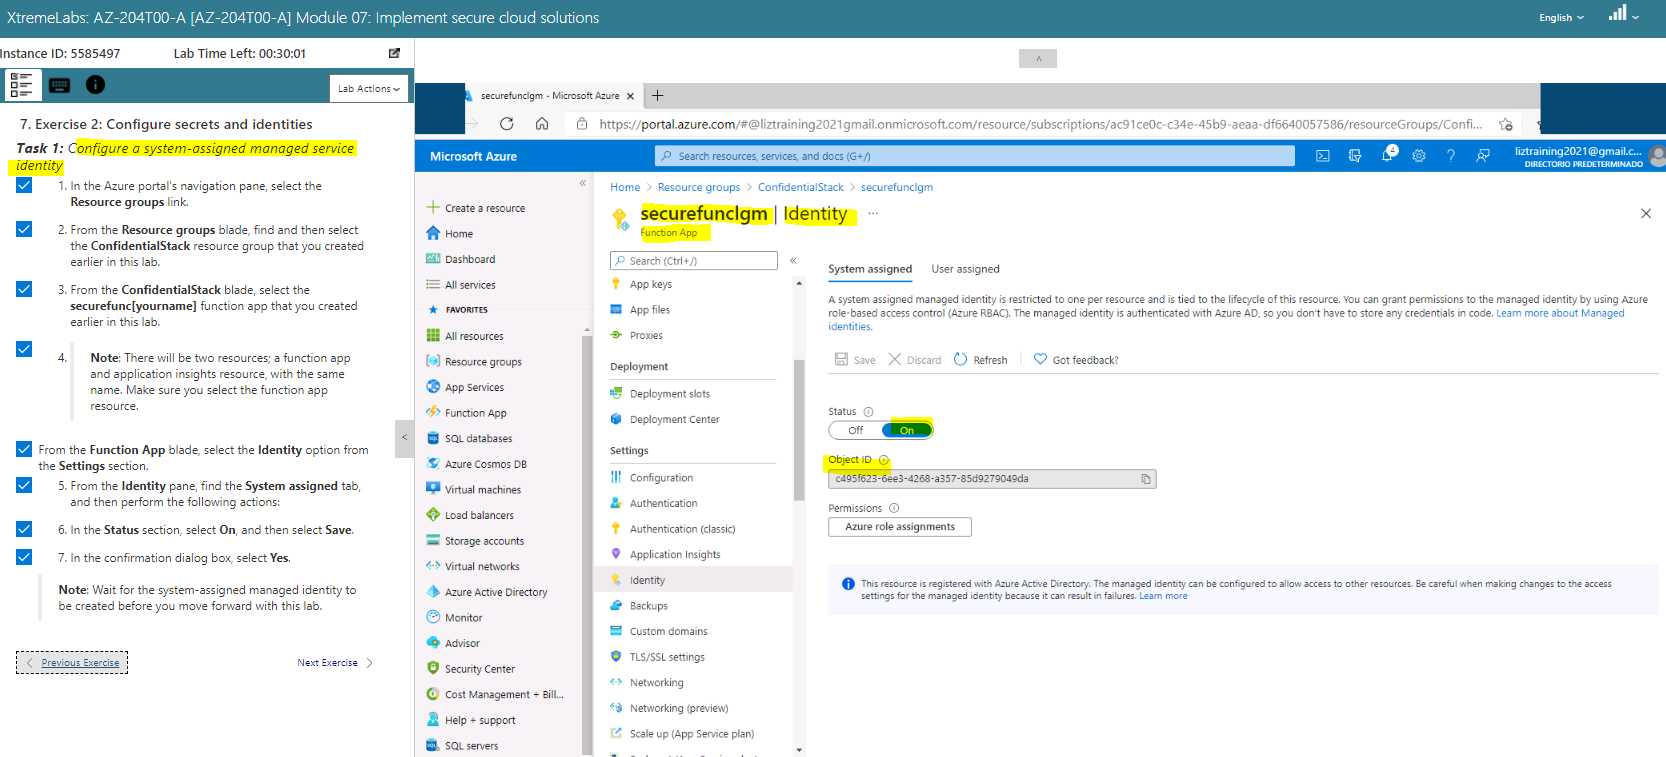 XtremeLabs: AZ-204T00-A [AZ-204T00-A] Module 07: Implement secure cloud solutions
English
Instance ID: 5585497
Lab Time Left: 00:30:01
Lab Actions
7. Exercise 2: Configure secrets and identities
Task 1: Configure a system-assigned managed service
identity
1. In the Azure portal's navigation pane, select the
Resource groups link.
2. From the Resource groups blade, find and then select
the ConfidentialStack resource group that you created
earlier in this lab.
3. From the ConfidentialStack blade, select the
securefunc[yourname] function app that you created
earlier in this lab.
4.
Note: There will be two resources; a function app
and application insights resource, with the same
name. Make sure you select the function app
resource.
From the Function App blade, select the Identity option from
the Settings section.
5. From the Identity pane, find the System assigned tab,
and then perform the following actions:
6. In the Status section, select On, and then select Save.
7. In the confirmation dialog box, select Yes.
Note: Wait for the system-assigned managed identity to
be created before you move forward with this lab.
Previous Exercise
Next Exercise
securefunclgm - Microsoft Azure
https://portal.azure.com/#@liztraining2021gmail.onmicrosoft.com/resource/subscriptions/ac91ce0c-c34e-45b9-aeaa-df6640057586/resourceGroups/Confi...
Microsoft Azure
Search resources, services, and docs (G+/)
4
liztraining2021@gmail.c...
DIRECTORIO PREDETERMINADO
Create a resource
Home
Dashboard
All services
FAVORITES
All resources
Resource groups
App Services
Function App
SQL databases
Azure Cosmos DB
Virtual machines
Load balancers
Storage accounts
Virtual networks
Azure Active Directory
Monitor
Advisor
Security Center
Cost Management + Bill...
Help + support
SQL servers
Home > Resource groups > ConfidentialStack > securefunclgm
securefunclgm | Identity ...
Function App
Search (Ctrl+/)
App keys
App files
Proxies
Deployment
Deployment slots
Deployment Center
Settings
Configuration
Authentication
Authentication (classic)
Application Insights
Identity
Backups
Custom domains
TLS/SSL settings
Networking
Networking (preview)
Scale up (App Service plan)
System assigned
User assigned
A system assigned managed identity is restricted to one per resource and is tied to the lifecycle of this resource. You can grant permissions to the managed identity by using Azure
role-based access control (Azure RBAC). The managed identity is authenticated with Azure AD, so you don't have to store any credentials in code. Learn more about Managed
identities.
Save
Discard
Refresh
Got feedback?
Status
Off
On
Object ID
c495f623-6ee3-4268-a357-85d9279049da
Permissions
Azure role assignments
This resource is registered with Azure Active Directory. The managed identity can be configured to allow access to other resources. Be careful when making changes to the access
settings for the managed identity because it can result in failures. Learn more